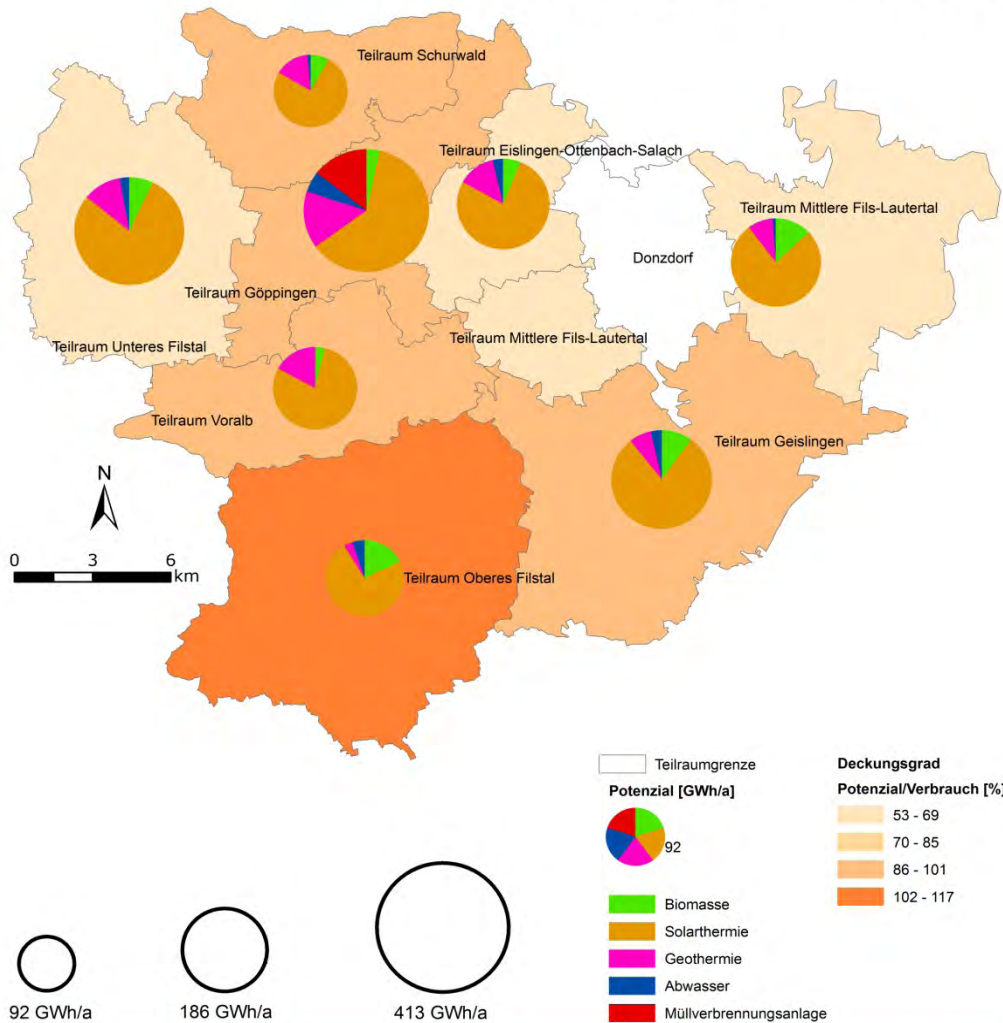 Teilraum Schurwald
Teilraum Eislingen-Ottenbach-Salach
Teilraum Mittlere Fils-Lautertal
Donzdorf
Teilraum Göppingen
Teilraum Unteres Filstal
Teilraum Mittlere Fils-Lautertal
Teilraum Voralb
Teilraum Geislingen
N
0 3 6
km
Teilraum Oberes Filstal
Teilraumgrenze
Potenzial [GWh/a]
92
Biomasse
Solarthermie
Geothermie
Abwasser
Müllverbrennungsanlage
Deckungsgrad
Potenzial/Verbrauch [%]
53 - 69
70 - 85
86 - 101
102 - 117
92 GWh/a
186 GWh/a
413 GWh/a